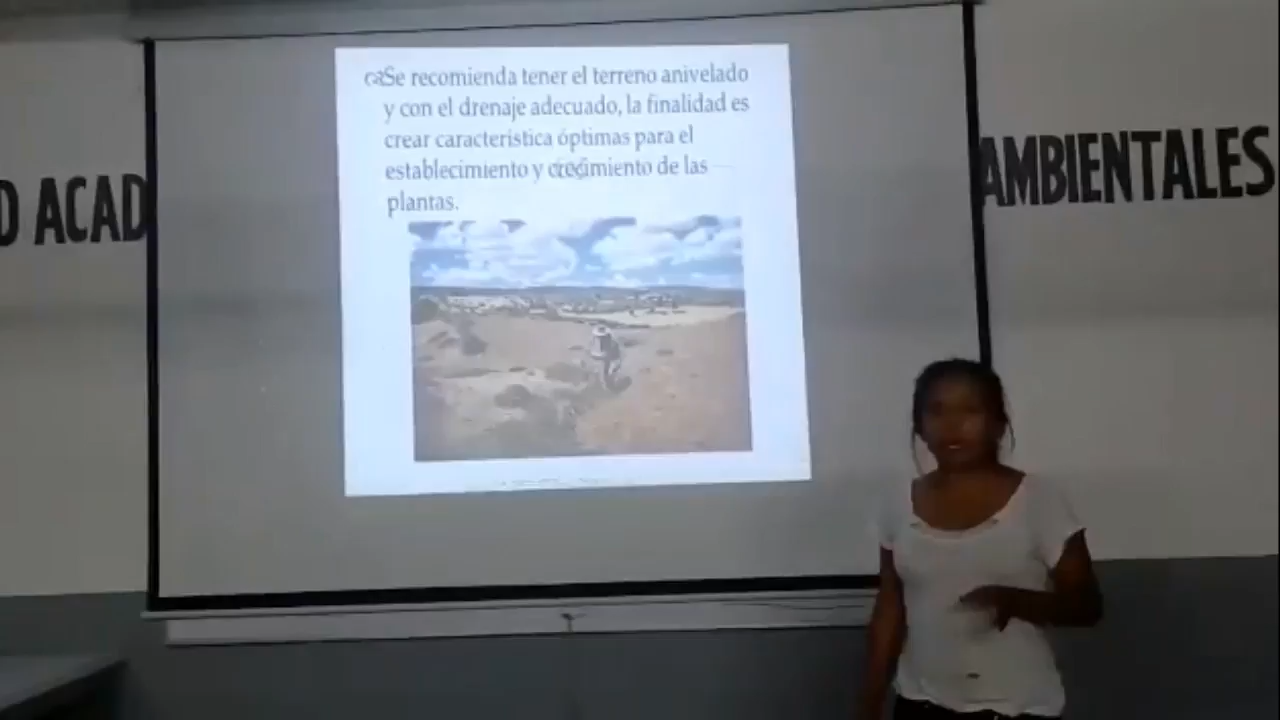 Se recomienda tener el terreno anivelado
y con el drenaje adecuado, la finalidad es
crear característica óptimas para el
establecimiento y crecimiento de las
plantas.
D ACAD
AMBIENTALES